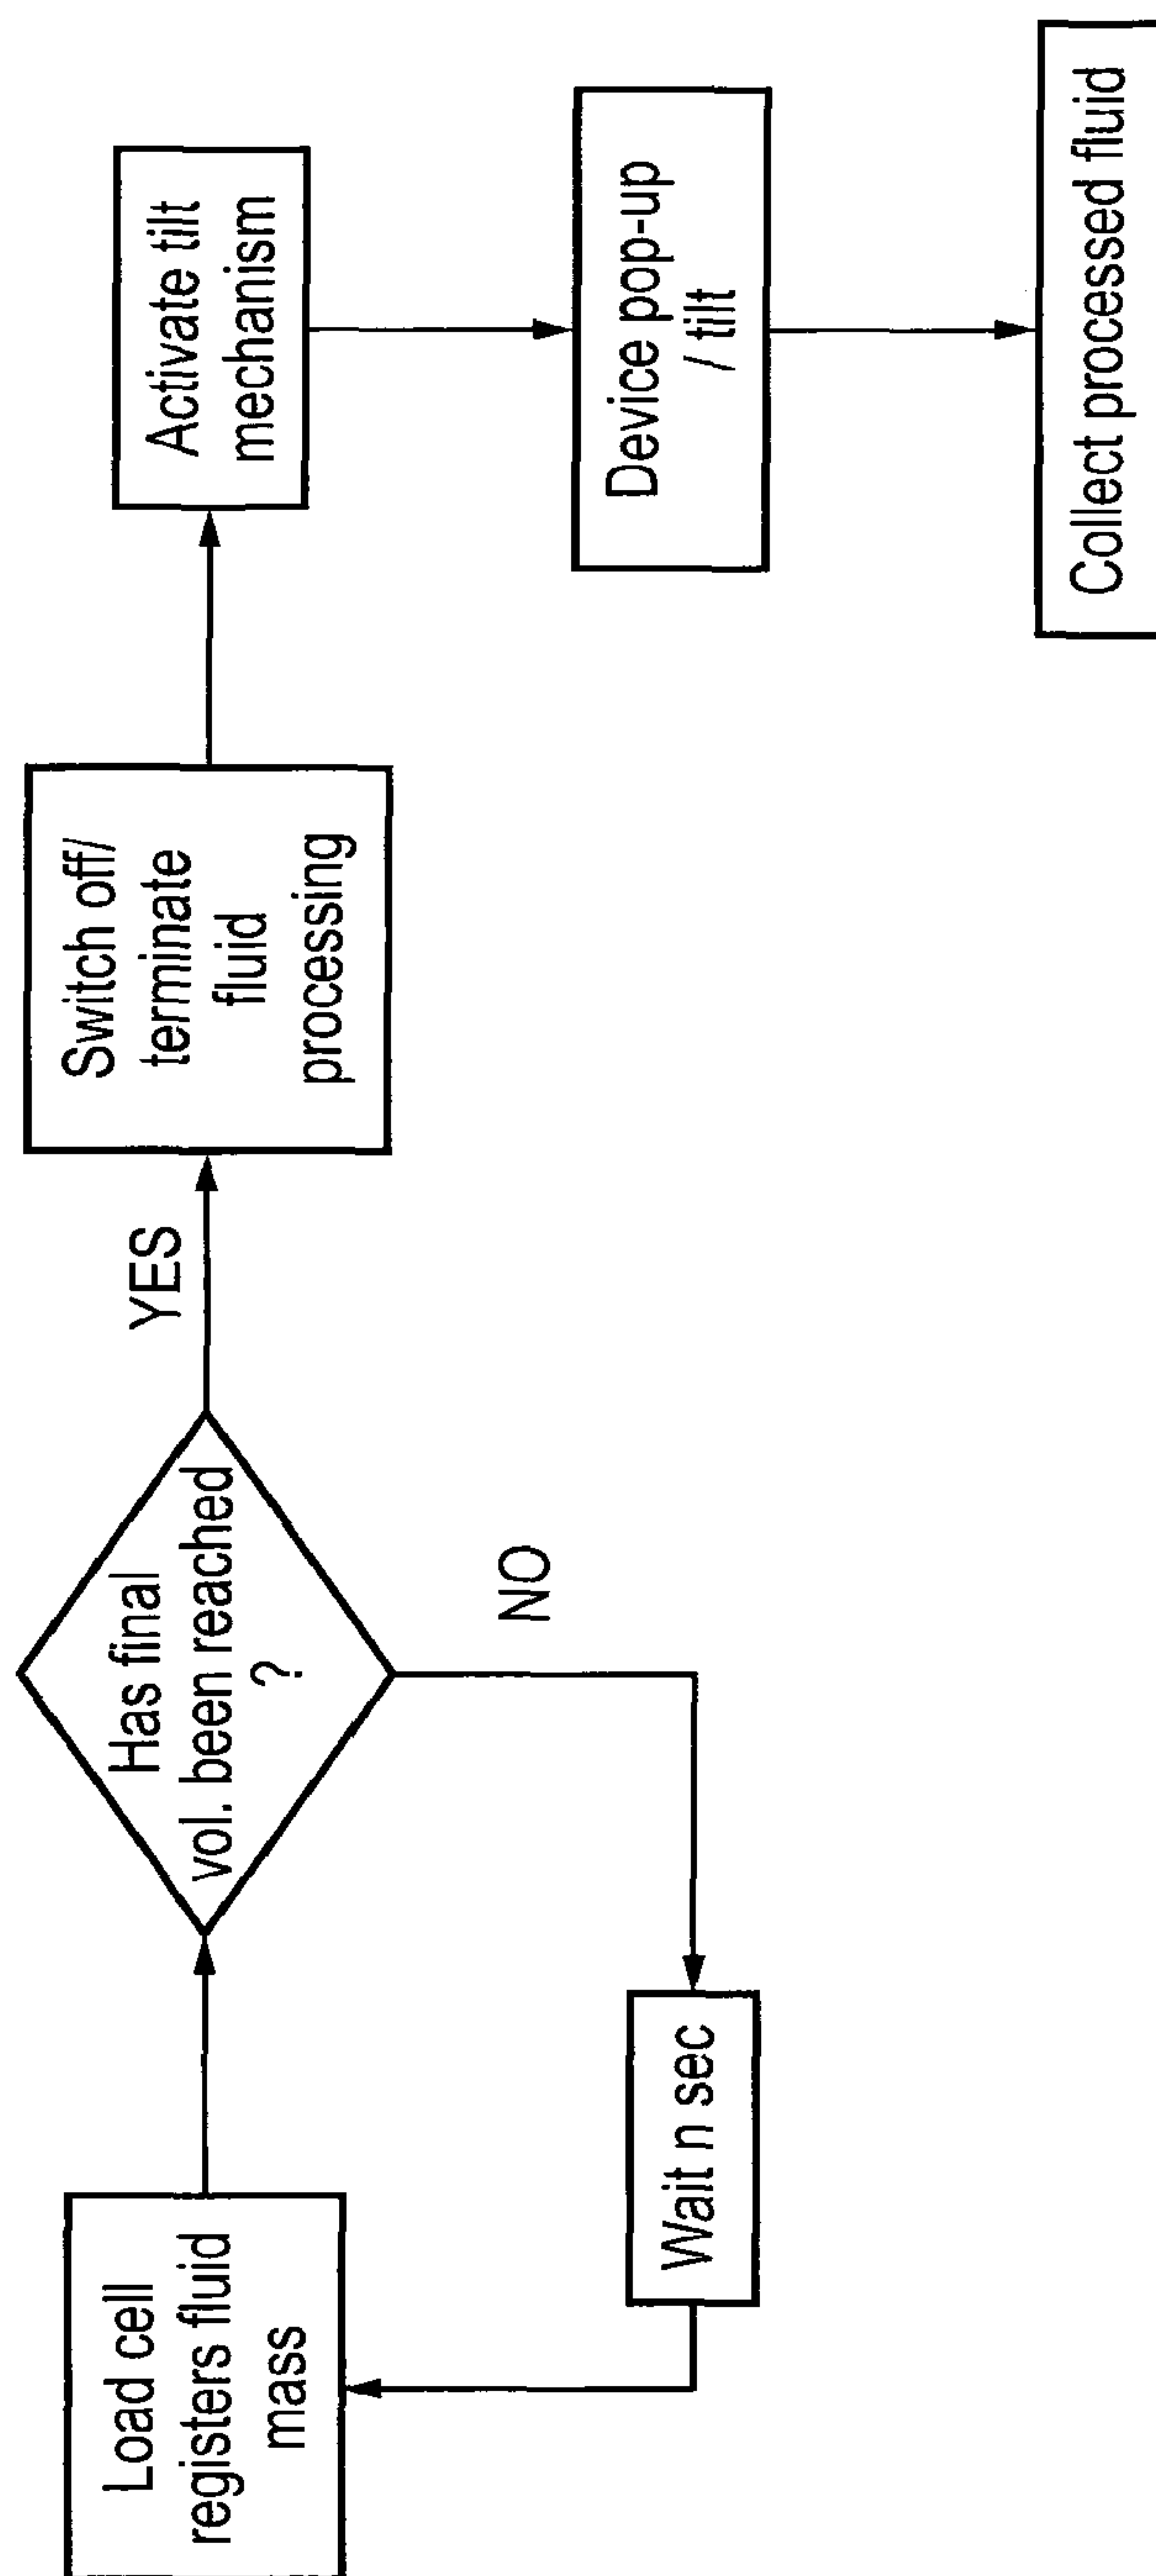 Load cell
registers fluid
mass
Has final
vol. been reached
?
YES
NO
Wait n sec
Switch off/
terminate
fluid
processing
Activate tilt
mechanism
Device pop-up
/ tilt
Collect processed fluid